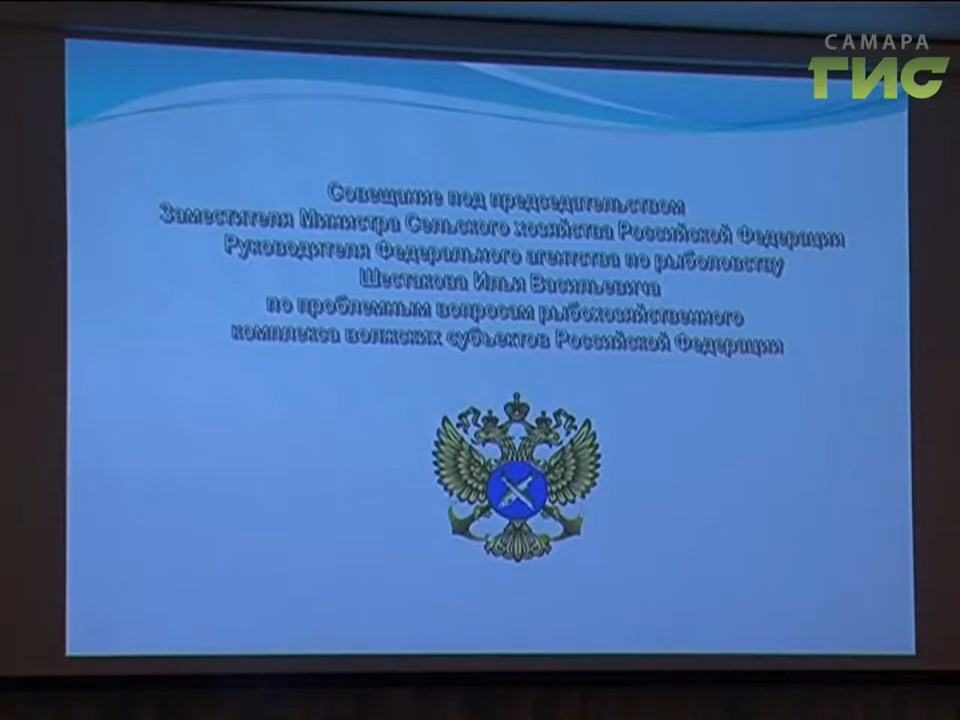 САМАРА
ГИС
Совещание под председательством
Заместителя Министра Сельского хозяйства Российской Федерации
Руководителя Федерального агентства по рыболовству
Шестакова Ильи Васильевича
по проблемным вопросам рыбохозяйственного
комплекса волжских субъектов Российской Федерации